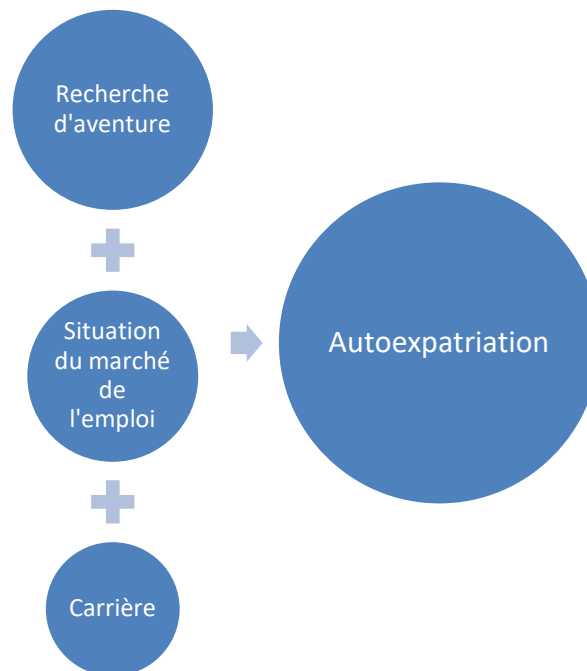 Recherche
d'aventure
Situation
du marché
de
l'emploi
Carrière
Autoexpatriation